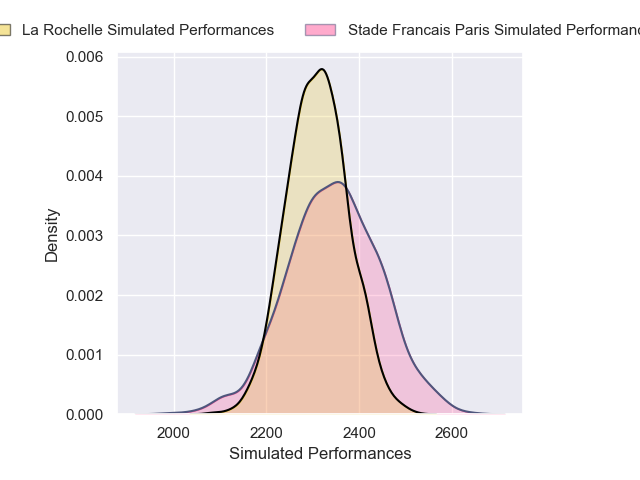 La Rochelle Simulated Performances
Stade Francais Paris Simulated
0.006
0.005
0.004
0.003
0.002
0.001
0.000
Density
2000 2200 2400 2600
Simulated Performances